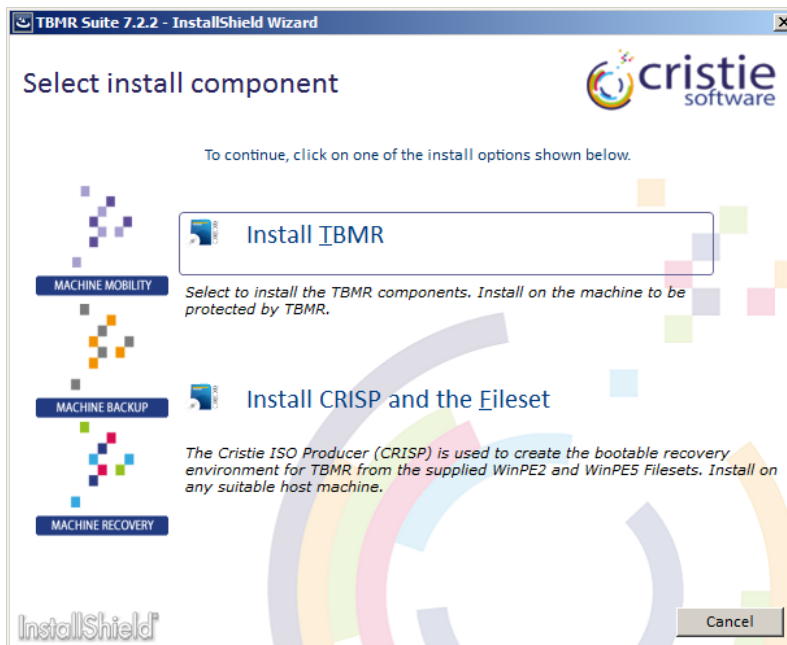 TBMR Suite 7.2.2 - InstallShield Wizard
Select install component
cristie
software
To continue, click on one of the install options shown below.
Install TBMR
MACHINE MOBILITY
Select to install the TBMR components. Install on the machine to be
protected by TBMR.
MACHINE BACKUP
Install CRISP and the Fileset
The Cristie ISO Producer (CRISP) is used to create the bootable recovery
environment for TBMR from the supplied WinPE2 and WinPE5 Filesets. Install on
any suitable host machine.
MACHINE RECOVERY
InstallShield
Cancel